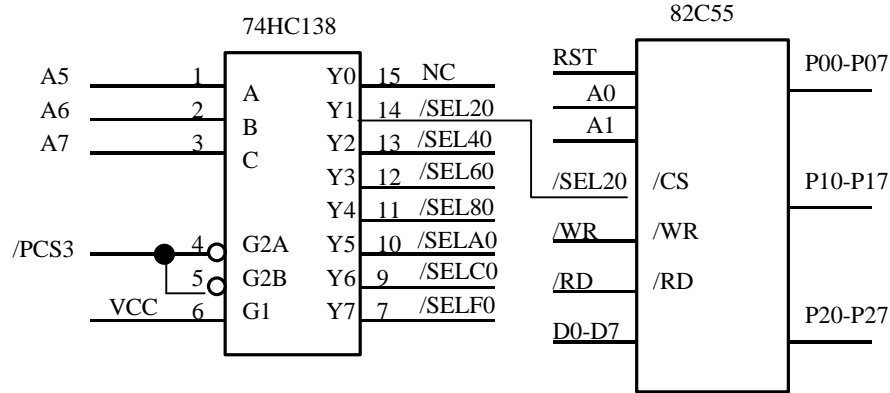 74HC138
A5 1 A Y0 15 NC
A6 2 B Y1 14 /SEL20
A7 3 C Y2 13 /SEL40
Y3 12 /SEL60
Y4 11 /SEL80
/PCS3 4 G2A Y5 10 /SELA0
5 G2B Y6 9 /SELC0
VCC 6 G1 Y7 7 /SELF0
82C55
RST P00-P07
A0
A1
/SEL20 /CS P10-P17
/WR /WR
/RD /RD
D0-D7 P20-P27